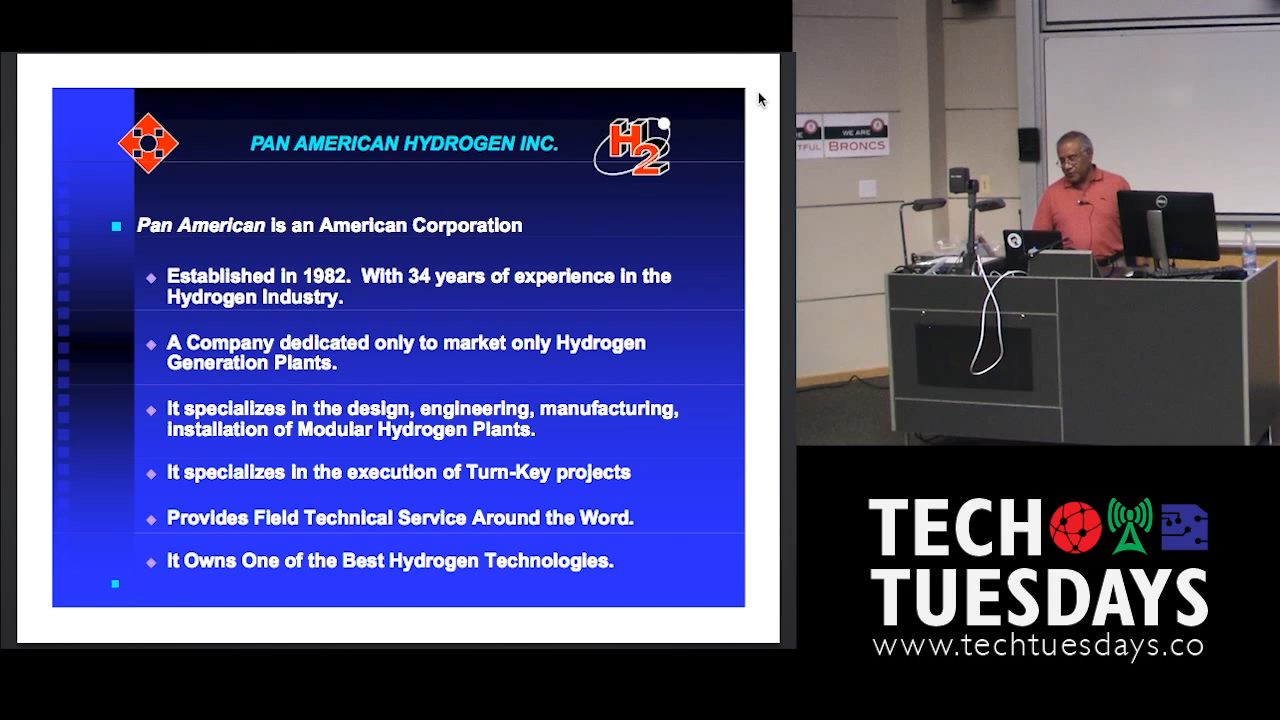 PAN AMERICAN HYDROGEN INC.
H2
Pan American is an American Corporation
Established in 1982. With 34 years of experience in the
Hydrogen Industry.
A Company dedicated only to market only Hydrogen
Generation Plants.
It specializes in the design, engineering, manufacturing,
installation of Modular Hydrogen Plants.
It specializes in the execution of Turn-Key projects
Provides Field Technical Service Around the Word.
It Owns One of the Best Hydrogen Technologies.
WE ARE
BRONCS
DELL
TECH
TUESDAYS
www.techtuesdays.co